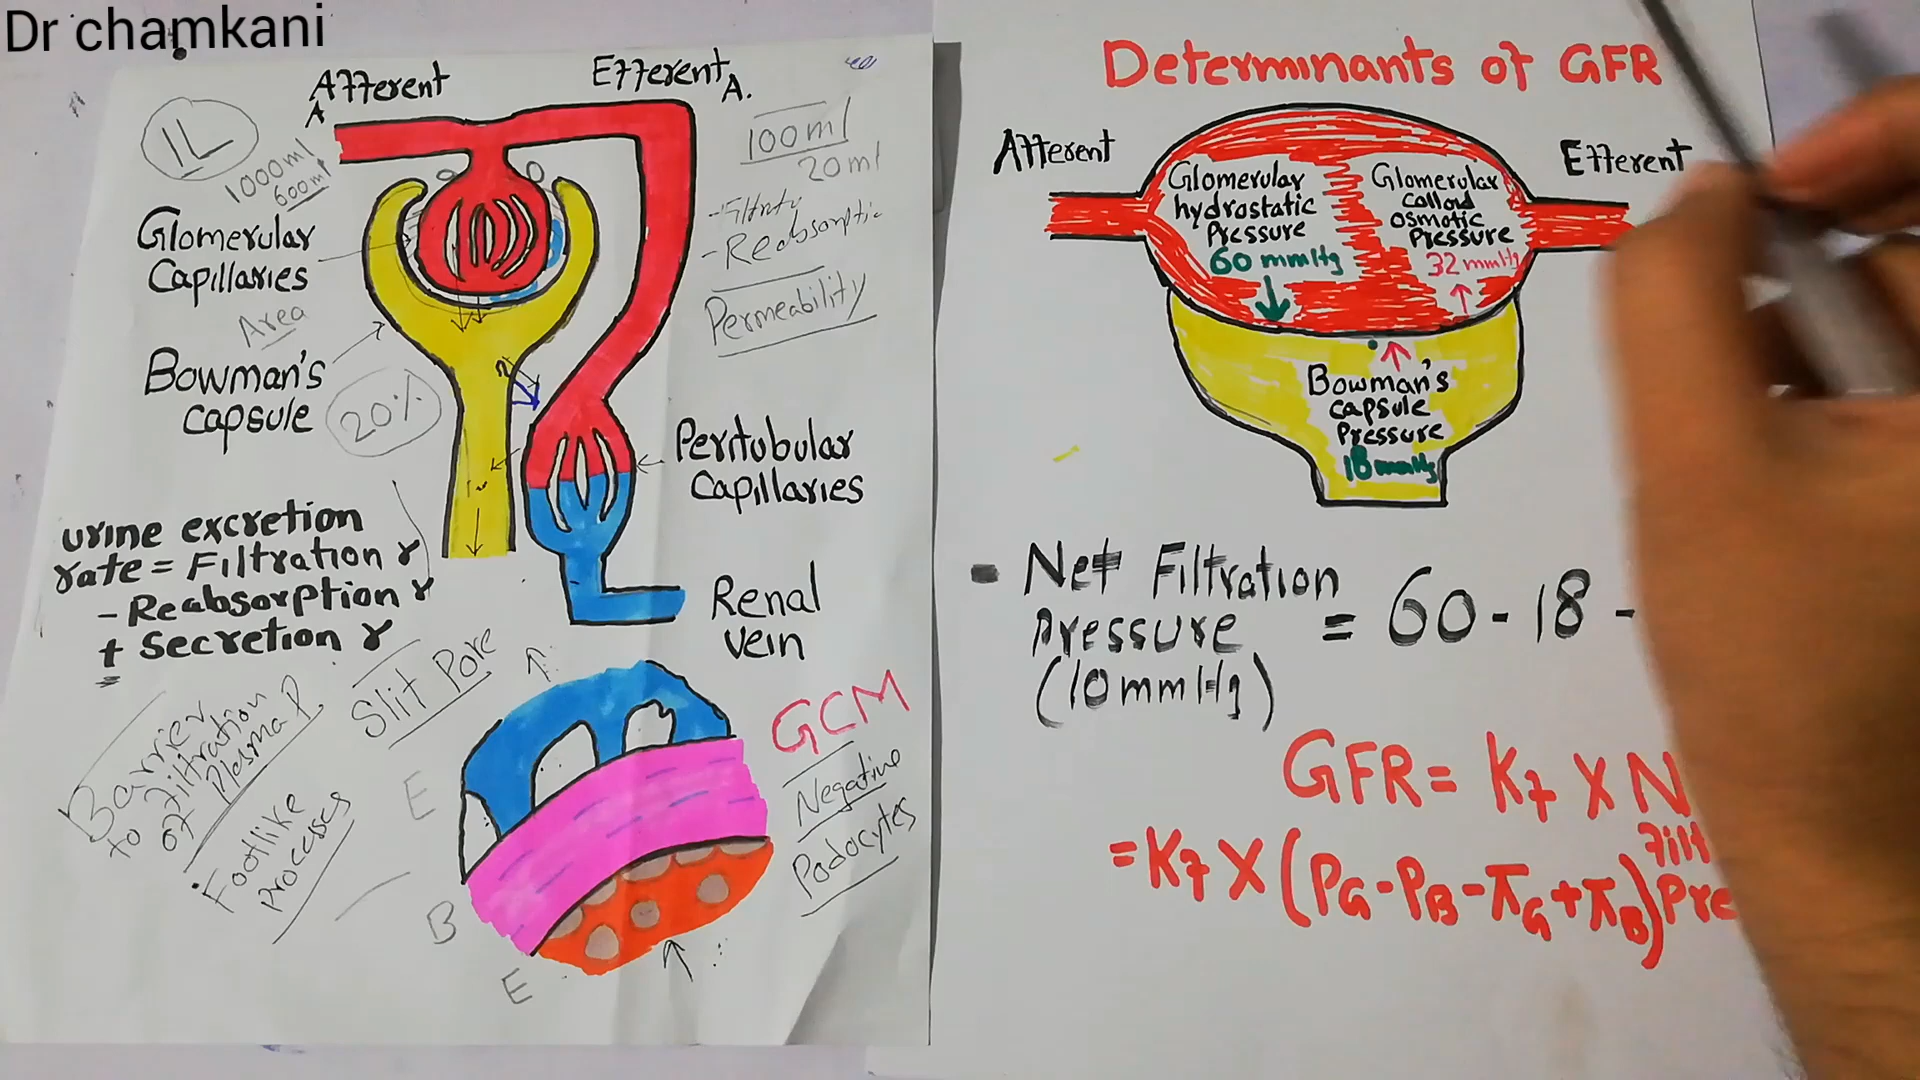 Dr chamkani
Afferent
A
Efferent
A.
1L
1000ml
600ml
100ml
20ml
Glomerular
Capillaries
- Reabsorptio
Permeability
Area
Bowman's
capsule
20%
Peritubular
Capillaries
urine excretion
rate = Filtration r
- Reabsorption r
+ Secretion r
Renal
vein
Slit Pore
Barrier
to filtration
of Plasma P.
Footlike
processes
GCM
Negative
Podocytes
E
B
E
Determinants of GFR
Afferent
Efferent
Glomerular
hydrostatic
Pressure
60 mmHg
Glomerular
colloid
osmotic
Pressure
32 mmHg
Bowman's
capsule
Pressure
18 mmHg
Net Filtration
Pressure = 60 - 18 -
(10mmHg)
GFR = Kf X N
Filt
= Kf X (PG - PB - πG + πB) Pre